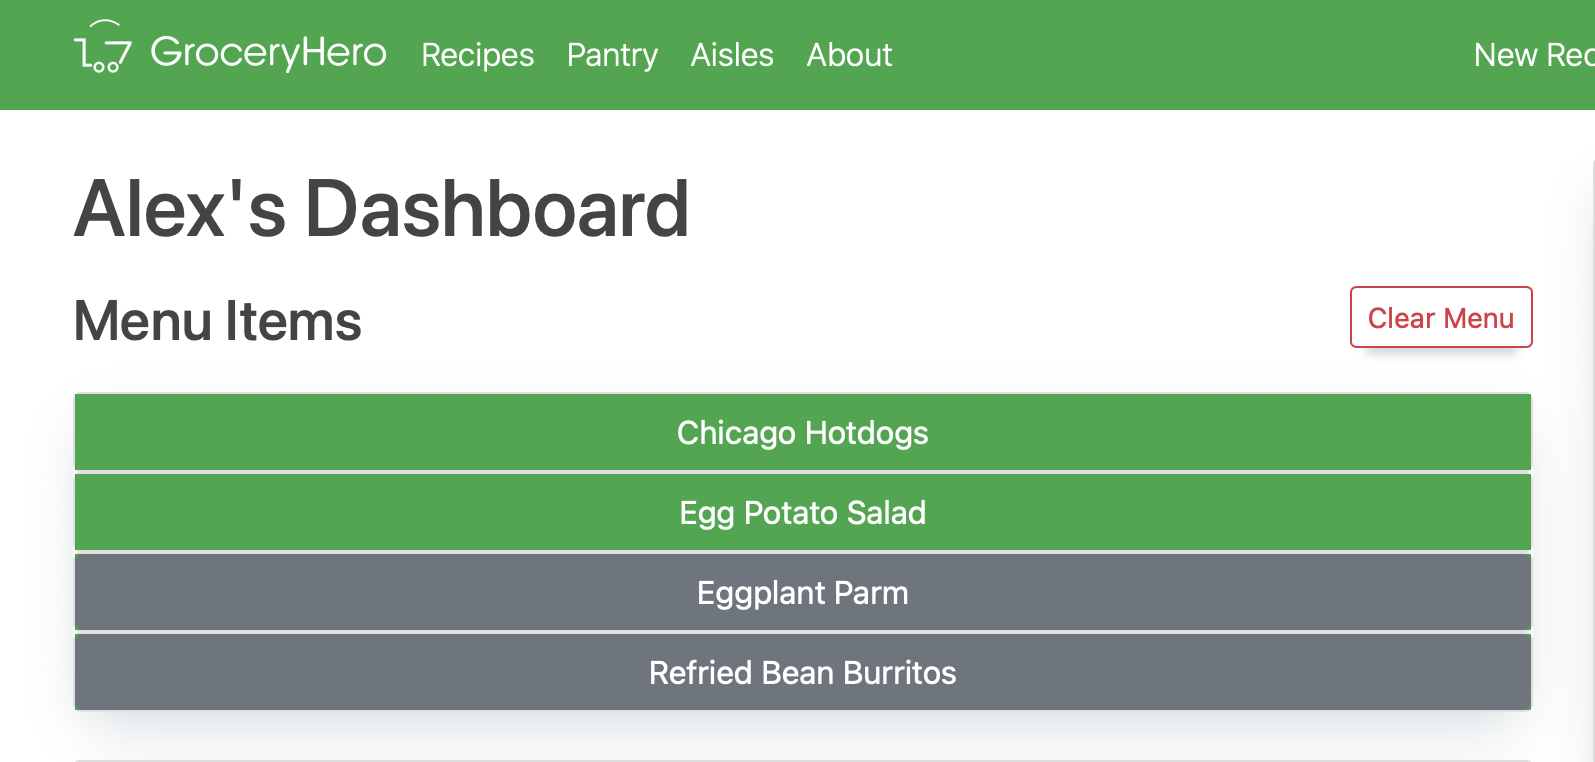 GroceryHero Recipes Pantry Aisles About New Rec
Alex's Dashboard
Menu Items Clear Menu
Chicago Hotdogs
Egg Potato Salad
Eggplant Parm
Refried Bean Burritos